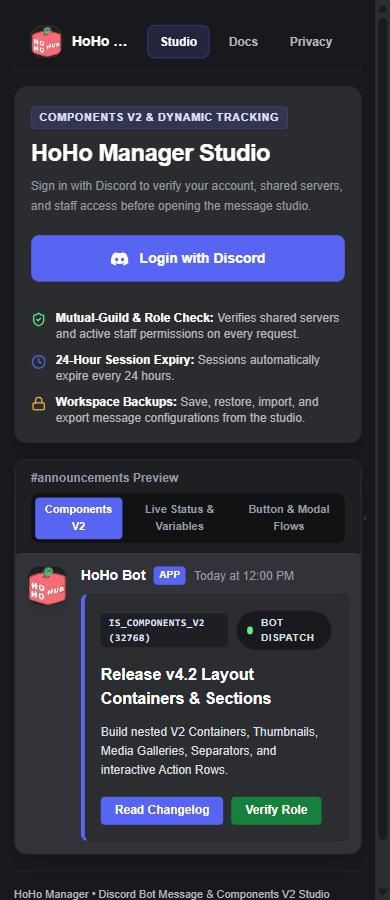 HO HO HUB
HoHo ...
Studio
Docs
Privacy
COMPONENTS V2 & DYNAMIC TRACKING
HoHo Manager Studio
Sign in with Discord to verify your account, shared servers,
and staff access before opening the message studio.
Login with Discord
Mutual-Guild & Role Check: Verifies shared servers
and active staff permissions on every request.
24-Hour Session Expiry: Sessions automatically
expire every 24 hours.
Workspace Backups: Save, restore, import, and
export message configurations from the studio.
#announcements Preview
Components
V2
Live Status &
Variables
Button & Modal
Flows
HO HO HUB
HoHo Bot APP Today at 12:00 PM
IS_COMPONENTS_V2
(32768)
BOT
DISPATCH
Release v4.2 Layout
Containers & Sections
Build nested V2 Containers, Thumbnails,
Media Galleries, Separators, and
interactive Action Rows.
Read Changelog
Verify Role
HoHo Manager • Discord Bot Message & Components V2 Studio